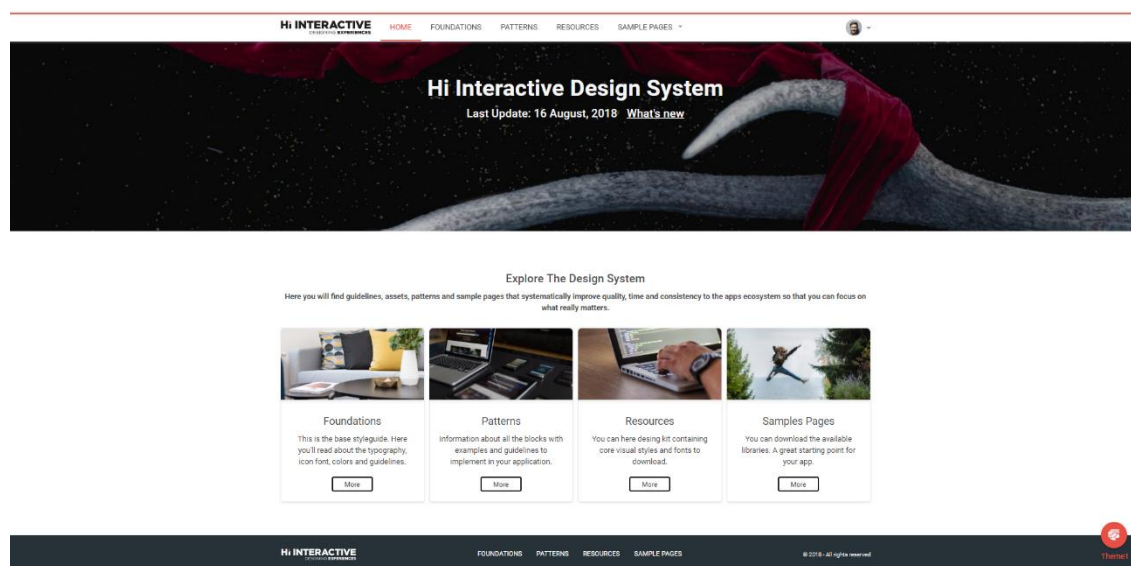 Hi INTERACTIVE HOME FOUNDATIONS PATTERNS RESOURCES SAMPLE PAGES
DESIGNING EXPERIENCES
Hi Interactive Design System
Last Update: 16 August, 2018 What's new
Explore The Design System
Here you will find guidelines, assets, patterns and sample pages that systematically improve quality, time and consistency to the apps ecosystem so that you can focus on
what really matters.
Foundations
This is the base styleguide. Here
you'll read about the typography,
icon font, colors and guidelines.
More
Patterns
Information about all the blocks with
examples and guidelines to
implement in your application.
More
Resources
You can here desing kit containing
core visual styles and fonts to
download.
More
Samples Pages
You can download the available
libraries. A great starting point for
your app.
More
Hi INTERACTIVE FOUNDATIONS PATTERNS RESOURCES SAMPLE PAGES © 2018 - All rights reserved
DESIGNING EXPERIENCES
Theme1